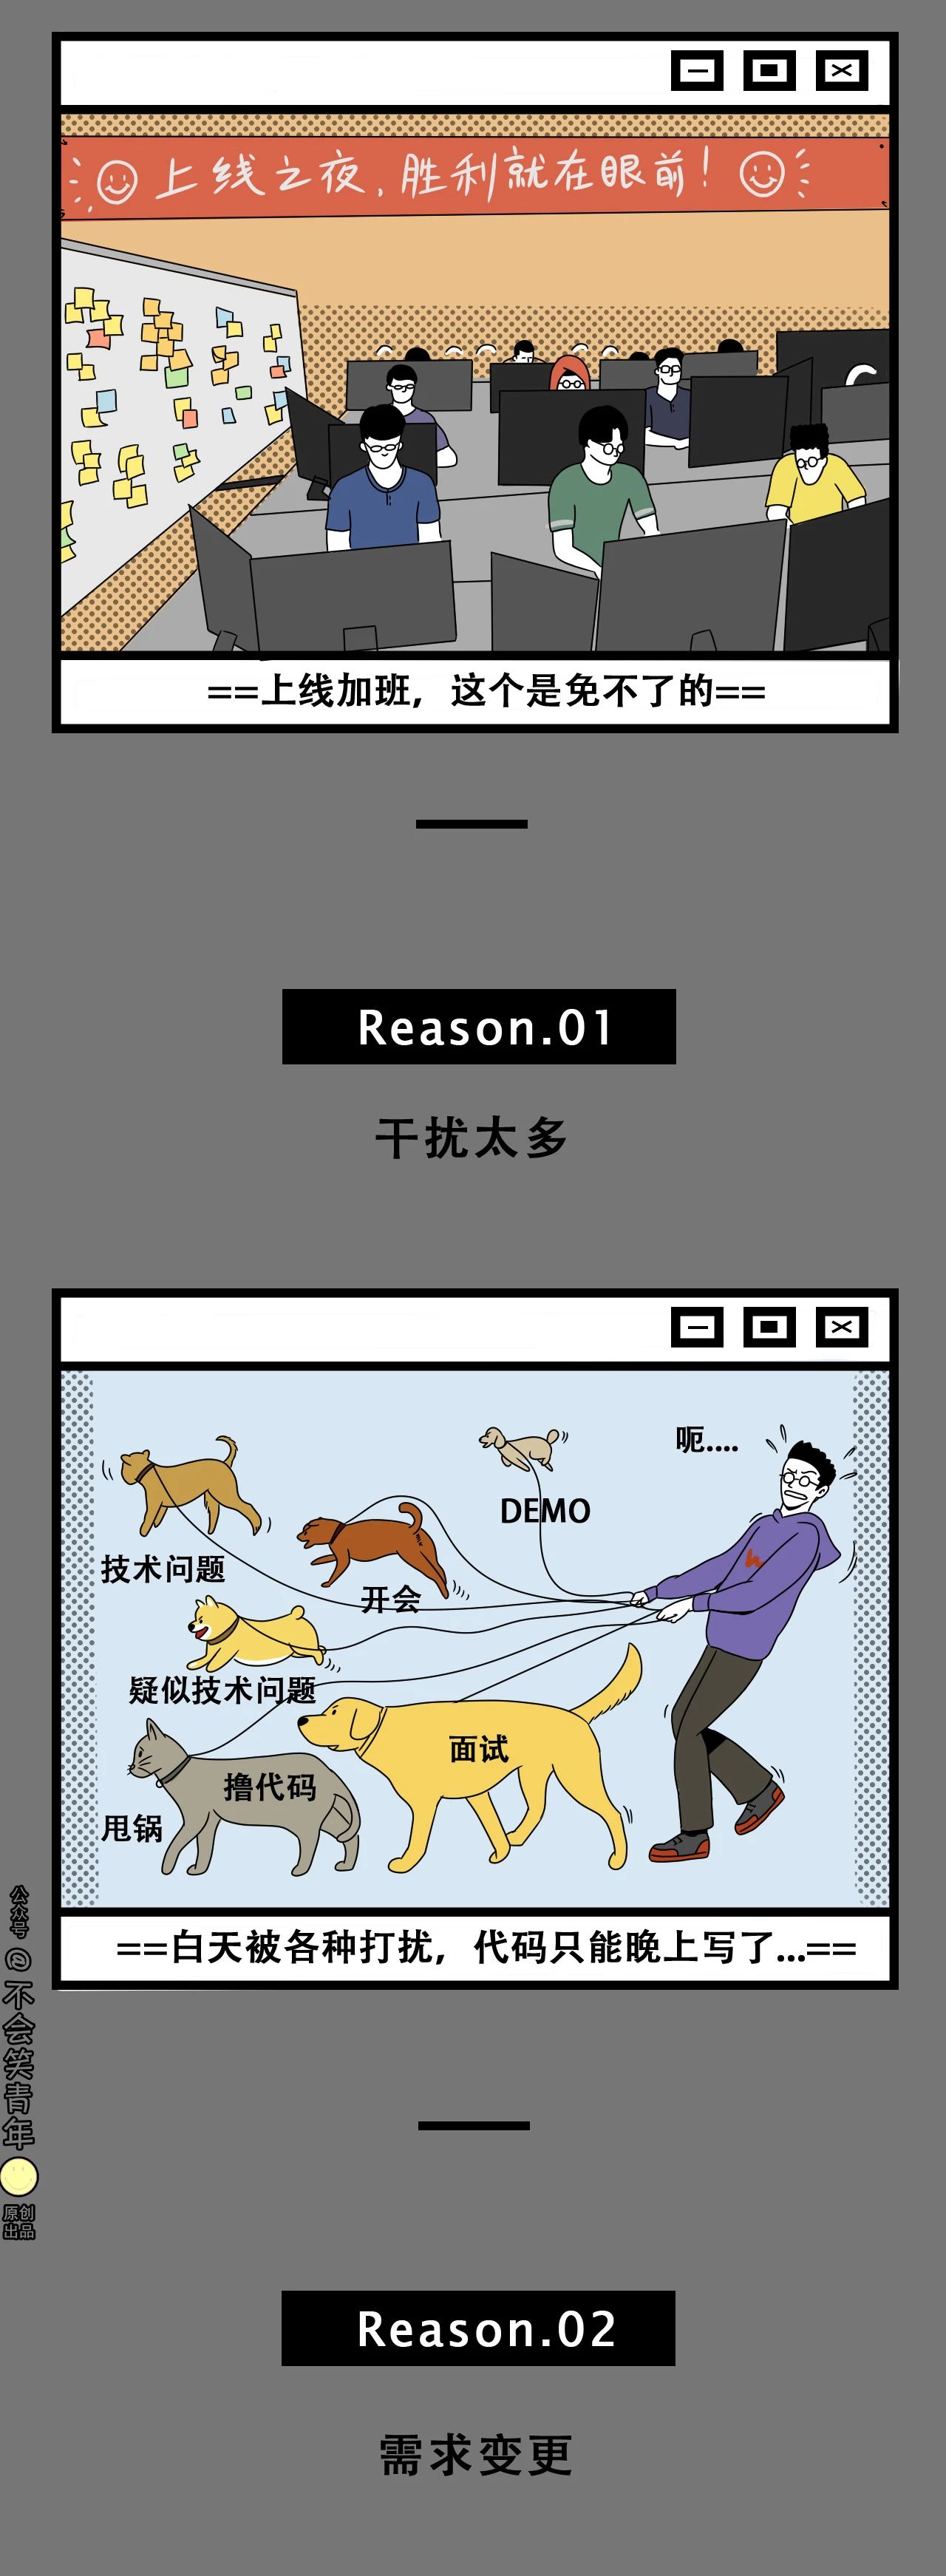 上线之夜，胜利就在眼前！
==上线加班，这个是免不了的==
Reason.01
干扰太多
呃....
DEMO
技术问题
开会
疑似技术问题
面试
撸代码
甩锅
==白天被各种打扰，代码只能晚上写了...==
公众号@不会笑青年
原创
出品
Reason.02
需求变更